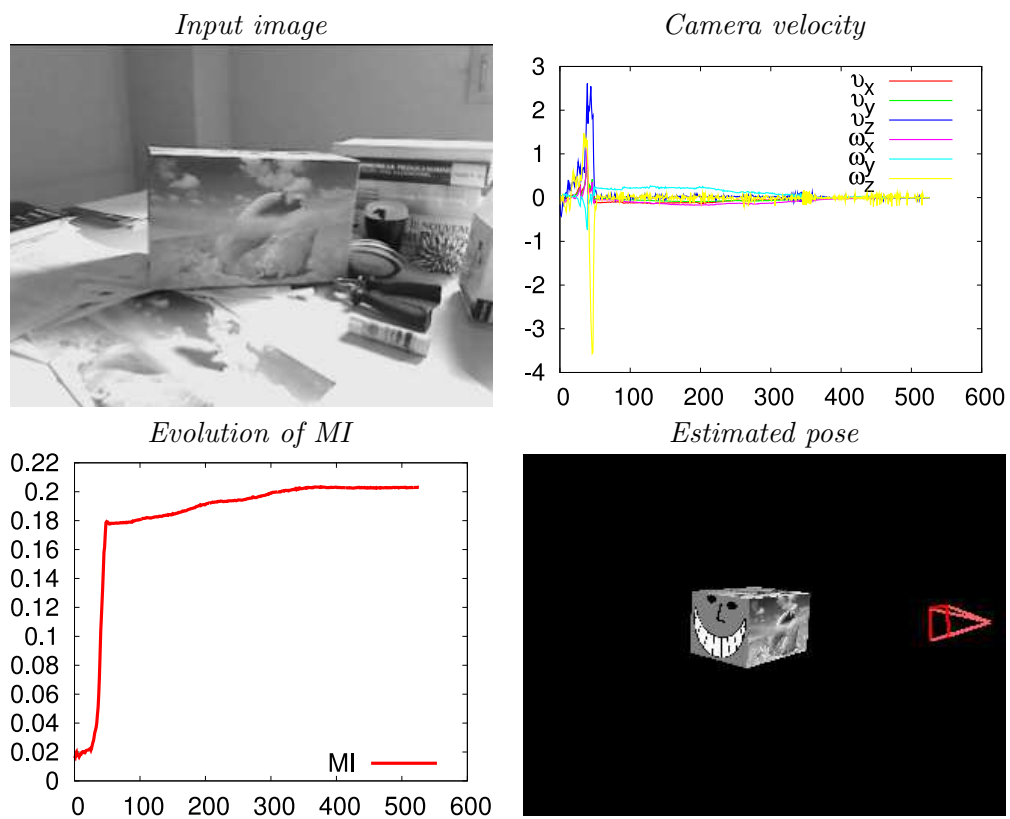 Input image
Camera velocity
3
2
1
0
-1
-2
-3
-4
0 100 200 300 400 500 600
υx
υy
υz
ωx
ωy
ωz
Evolution of MI
0.22
0.2
0.18
0.16
0.14
0.12
0.1
0.08
0.06
0.04
0.02
0
MI
0 100 200 300 400 500 600
Estimated pose